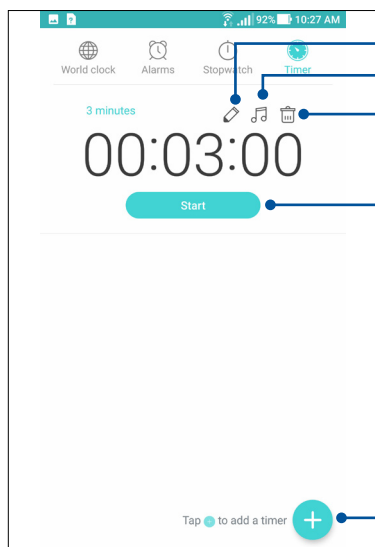 92% 10:27 AM
World clock Alarms Stopwatch Timer
3 minutes
00:03:00
Start
Tap + to add a timer